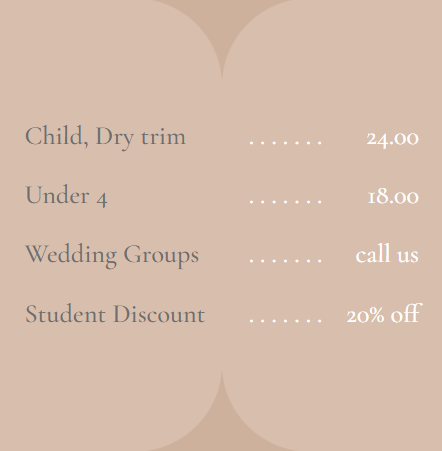 Child, Dry trim ....... 24.00
Under 4 ....... 18.00
Wedding Groups ....... call us
Student Discount ....... 20% off